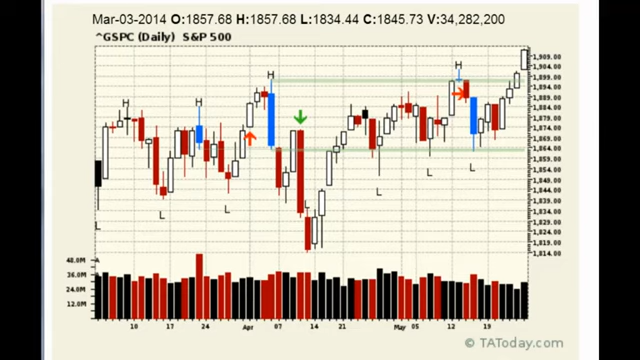 Mar-03-2014 O:1857.68 H:1857.68 L:1834.44 C:1845.73 V:34,282,200
^GSPC (Daily) S&P 500
1,909.00
1,904.00
1,899.00
1,894.00
1,889.00
1,884.00
1,879.00
1,874.00
1,869.00
1,864.00
1,859.00
1,854.00
1,849.00
1,844.00
1,839.00
1,834.00
1,829.00
1,824.00
1,819.00
1,814.00
H H H H
L L L L L L L
48.0M
36.0M
24.0M
12.0M
10 17 24 Apr 07 14 21 May 05 12 19
© TAToday.com